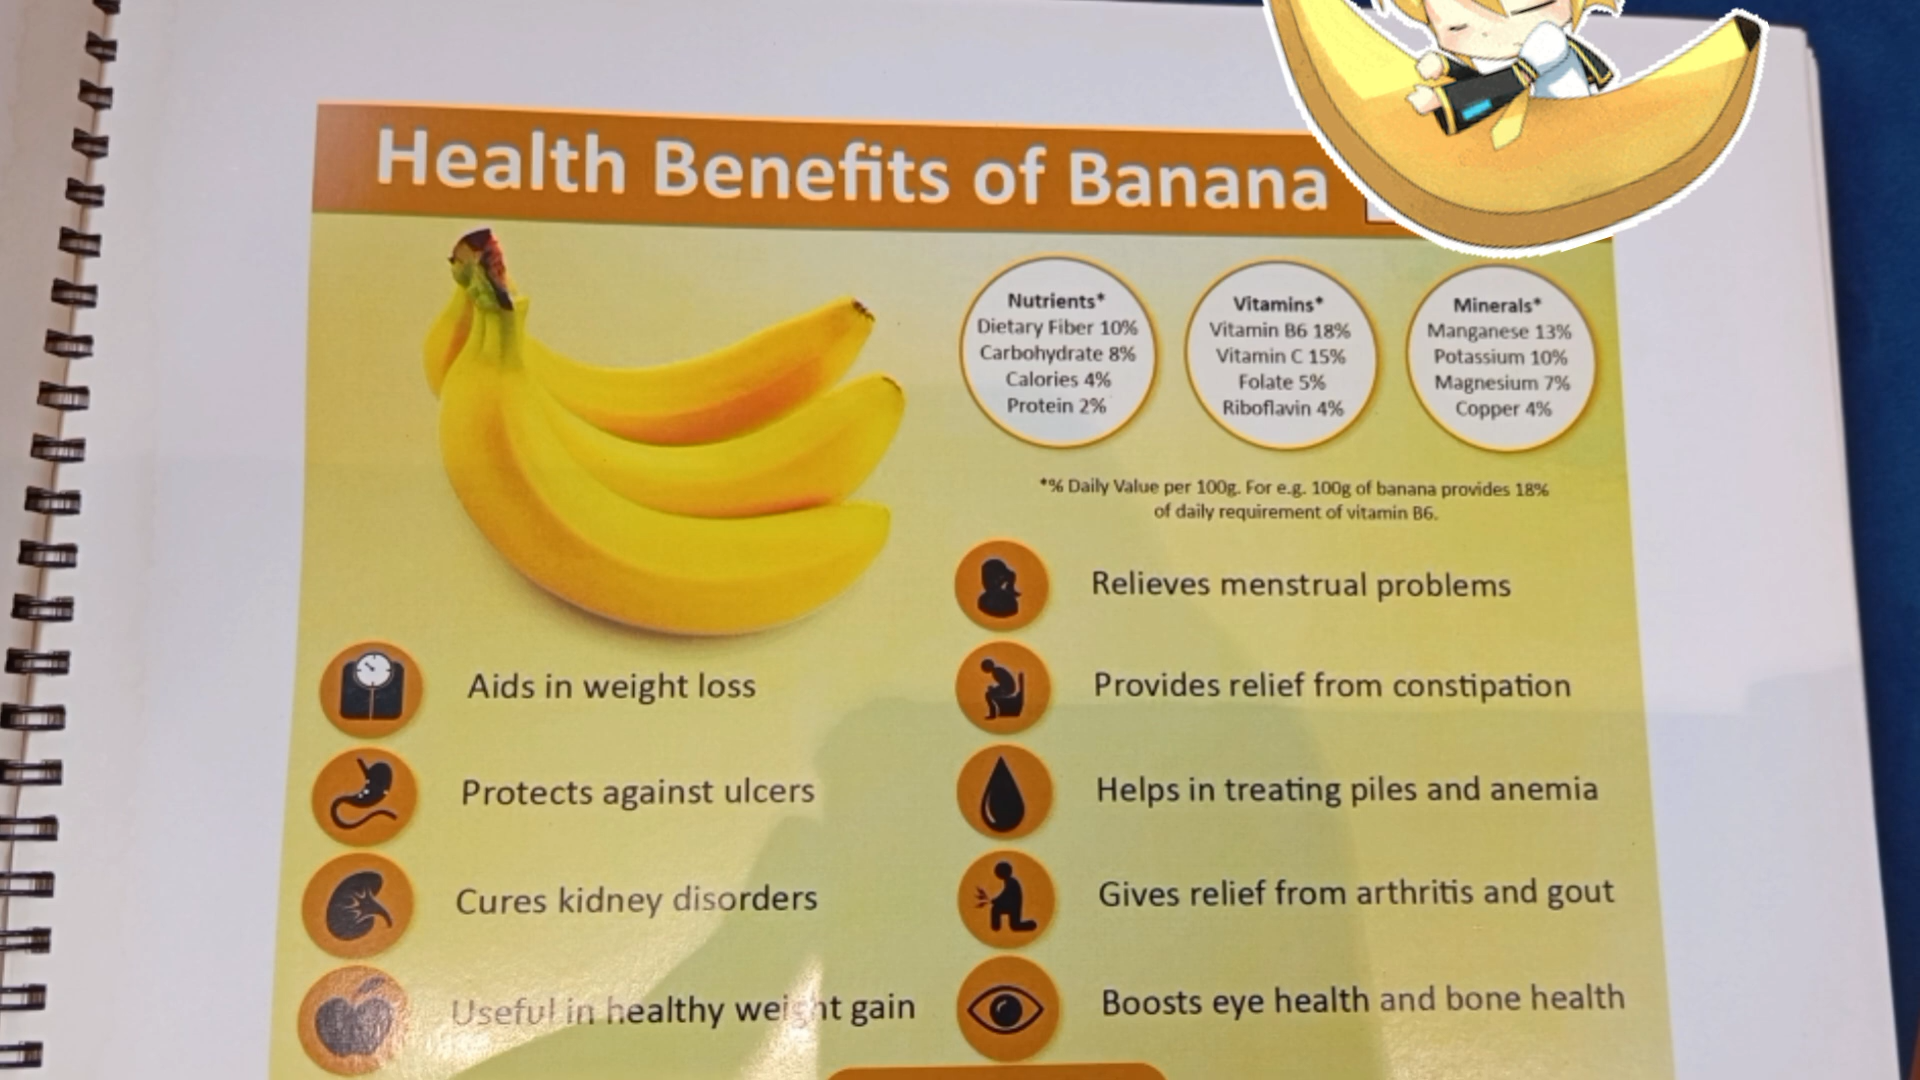 Health Benefits of Banana
Nutrients*
Dietary Fiber 10%
Carbohydrate 8%
Calories 4%
Protein 2%
Vitamins*
Vitamin B6 18%
Vitamin C 15%
Folate 5%
Riboflavin 4%
Minerals*
Manganese 13%
Potassium 10%
Magnesium 7%
Copper 4%
*% Daily Value per 100g. For e.g. 100g of banana provides 18%
of daily requirement of vitamin B6.
Aids in weight loss
Protects against ulcers
Cures kidney disorders
Useful in healthy weight gain
Relieves menstrual problems
Provides relief from constipation
Helps in treating piles and anemia
Gives relief from arthritis and gout
Boosts eye health and bone health